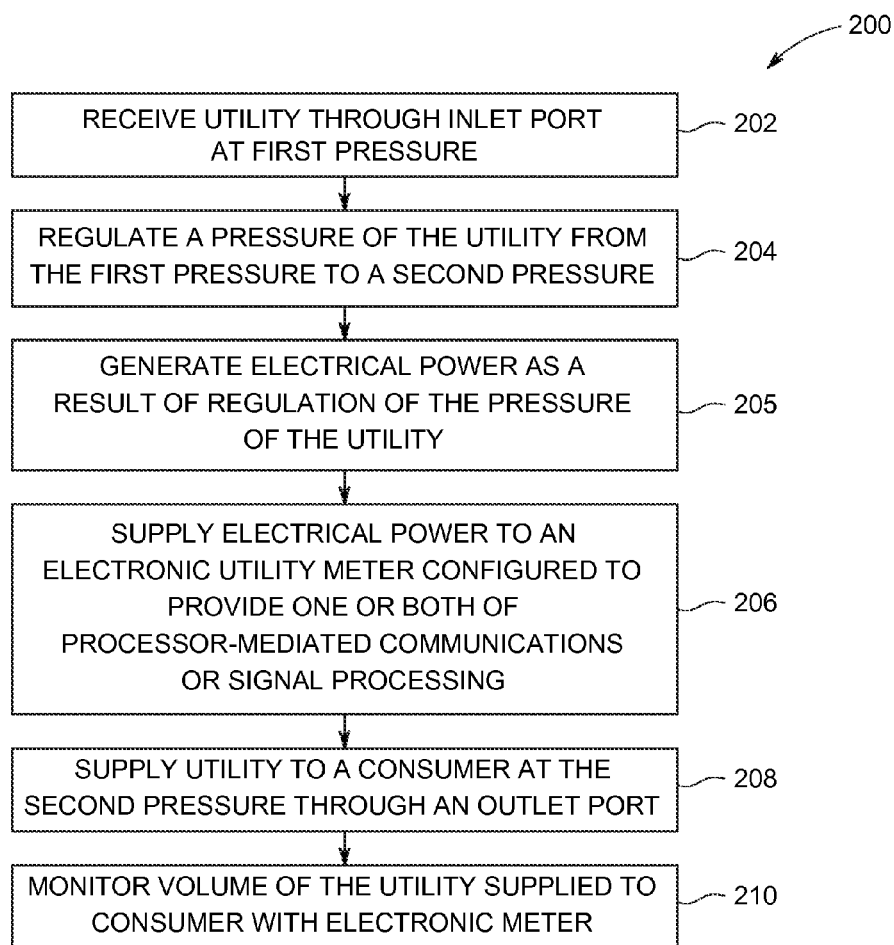 200
RECEIVE UTILITY THROUGH INLET PORT
AT FIRST PRESSURE
202
REGULATE A PRESSURE OF THE UTILITY FROM
THE FIRST PRESSURE TO A SECOND PRESSURE
204
GENERATE ELECTRICAL POWER AS A
RESULT OF REGULATION OF THE PRESSURE
OF THE UTILITY
205
SUPPLY ELECTRICAL POWER TO AN
ELECTRONIC UTILITY METER CONFIGURED TO
PROVIDE ONE OR BOTH OF
PROCESSOR-MEDIATED COMMUNICATIONS
OR SIGNAL PROCESSING
206
SUPPLY UTILITY TO A CONSUMER AT THE
SECOND PRESSURE THROUGH AN OUTLET PORT
208
MONITOR VOLUME OF THE UTILITY SUPPLIED TO
CONSUMER WITH ELECTRONIC METER
210